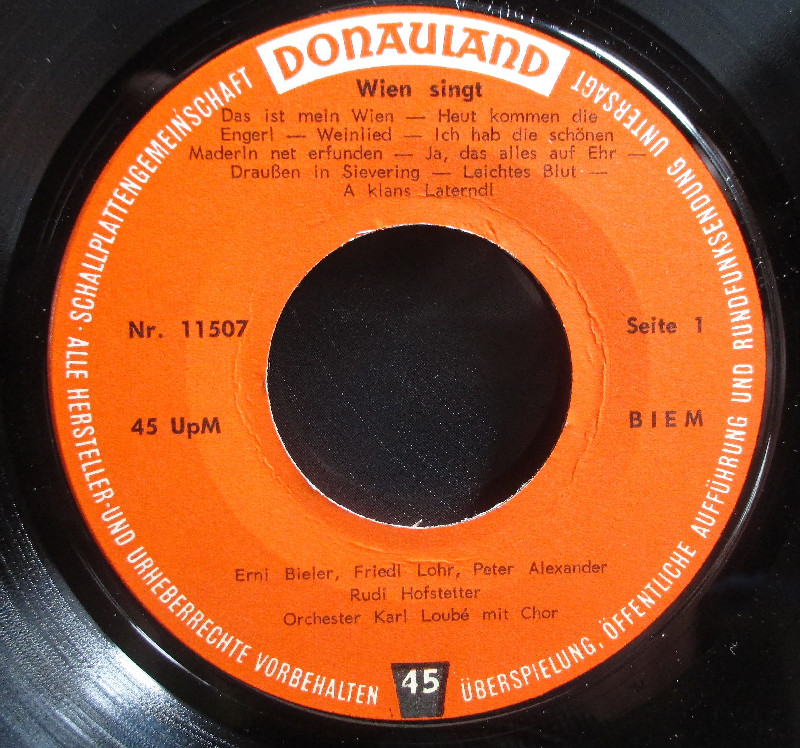 DONAULAND
Wien singt
Das ist mein Wien — Heut kommen die
Engerl — Weinlied — Ich hab die schönen
Maderln net erfunden — Ja, das alles auf Ehr —
Draußen in Sievering — Leichtes Blut —
A klans Laterndl
Nr. 11507
Seite 1
45 UpM
BIEM
Erni Bieler, Friedl Lohr, Peter Alexander
Rudi Hofstetter
Orchester Karl Loubé mit Chor
45
ALLE HERSTELLER-UND URHEBERRECHTE VORBEHALTEN
ÜBERSPIELUNG, ÖFFENTLICHE AUFFÜHRUNG UND RUNDFUNKSENDUNG UNTERSAGT
· SCHALLPLATTENGEMEINSCHAFT